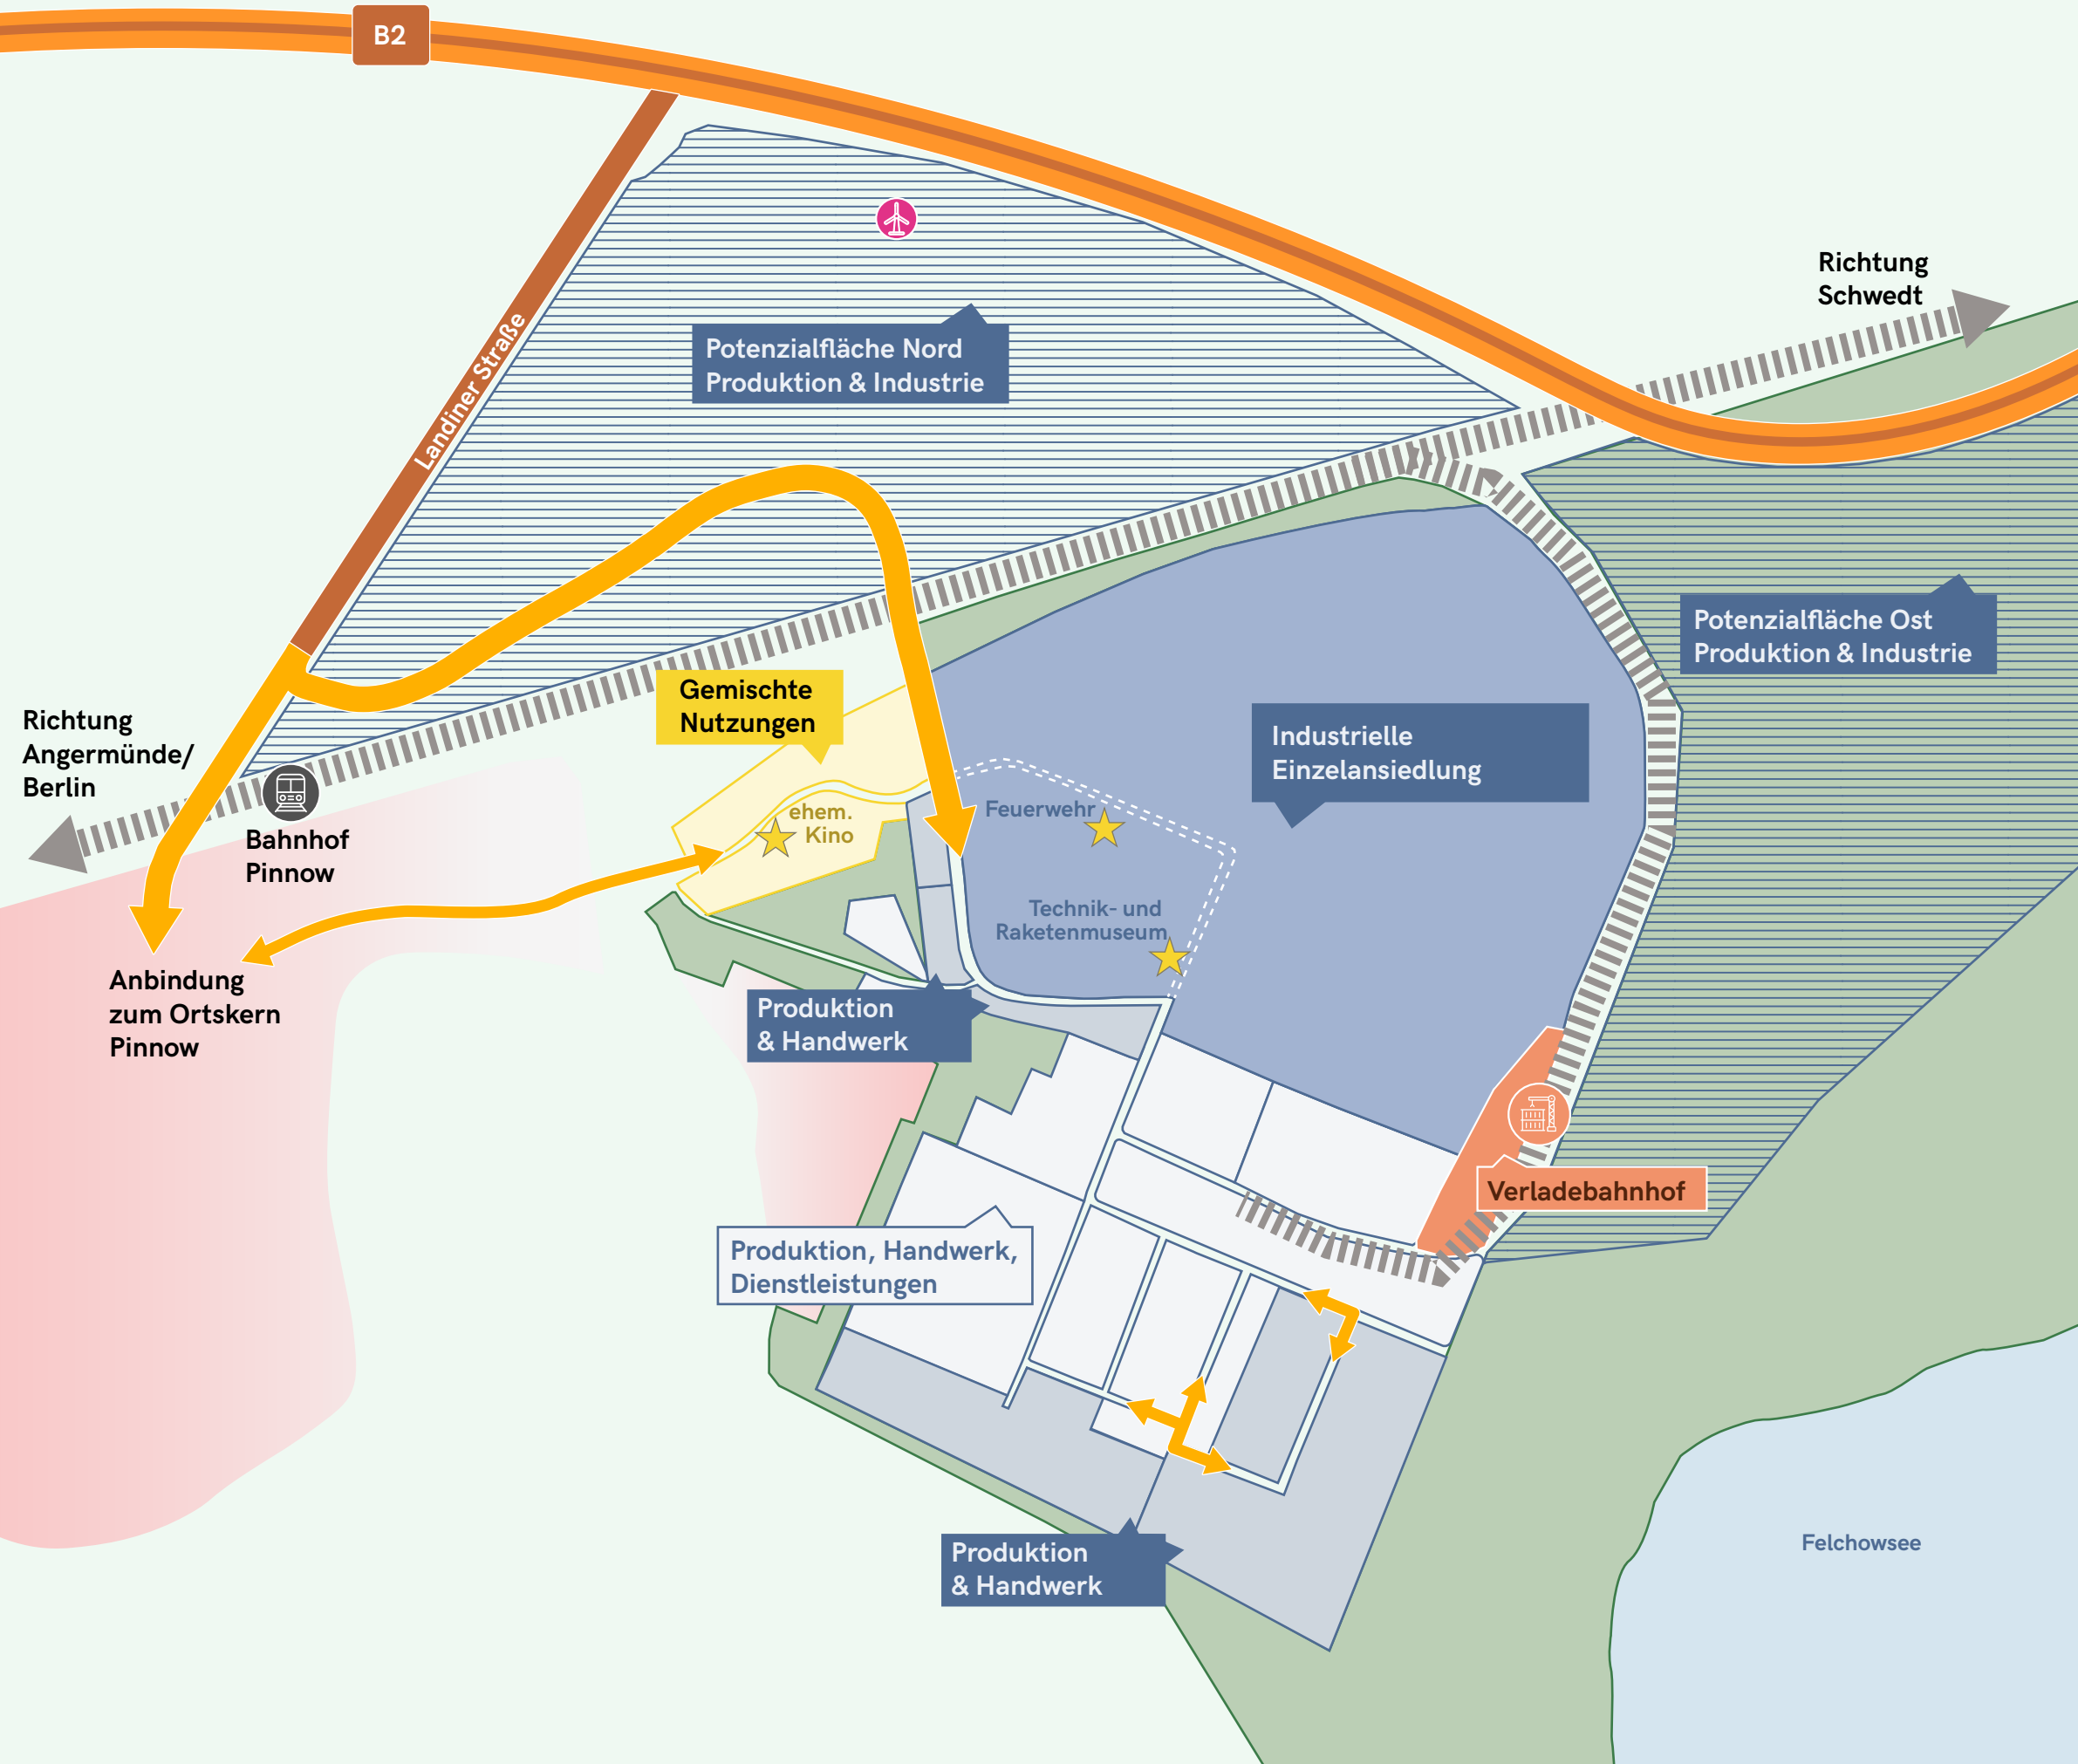 B2
Richtung
Schwedt
Landiner Straße
Potenzialfläche Nord
Produktion & Industrie
Potenzialfläche Ost
Produktion & Industrie
Gemischte
Nutzungen
Richtung
Angermünde/
Berlin
Industrielle
Einzelansiedlung
Bahnhof
Pinnow
ehem.
Kino
Feuerwehr
Technik- und
Raketenmuseum
Anbindung
zum Ortskern
Pinnow
Produktion
& Handwerk
Verladebahnhof
Produktion, Handwerk,
Dienstleistungen
Produktion
& Handwerk
Felchowsee